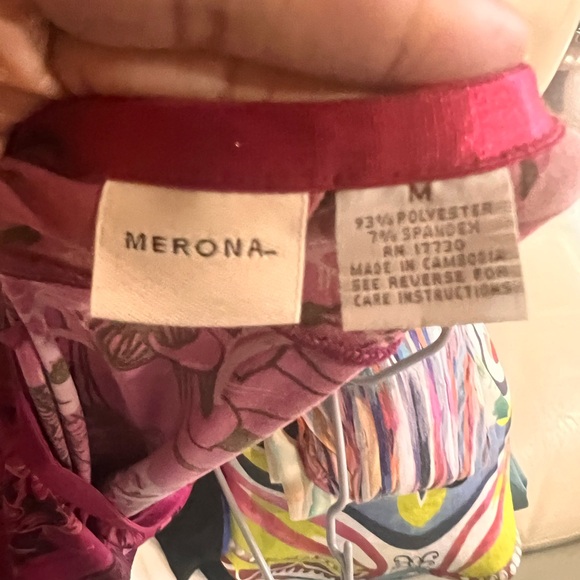 MERONA
M
93% POLYESTER
7% SPANDEX
RN 17730
MADE IN CAMBODIA
SEE REVERSE FOR
CARE INSTRUCTIONS